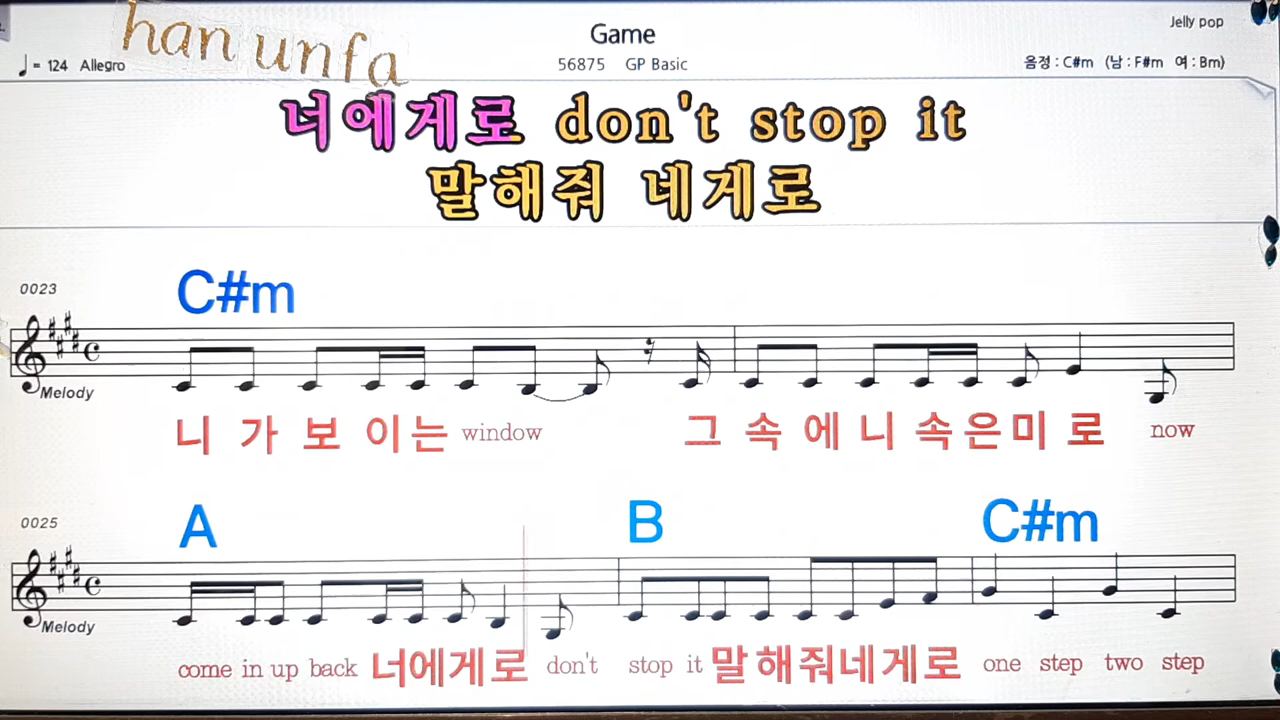 han unfa
Game
Jelly pop
♩ = 124 Allegro
56875 GP Basic
음정 : C#m (남 : F#m 여 : Bm)
너에게로 don't stop it
말해줘 네게로
0023
C#m
Melody
니 가 보 이는 window 그 속 에 니 속은미 로 now
0025
A B C#m
Melody
come in up back 너에게로 don't stop it 말해줘네게로 one step two step